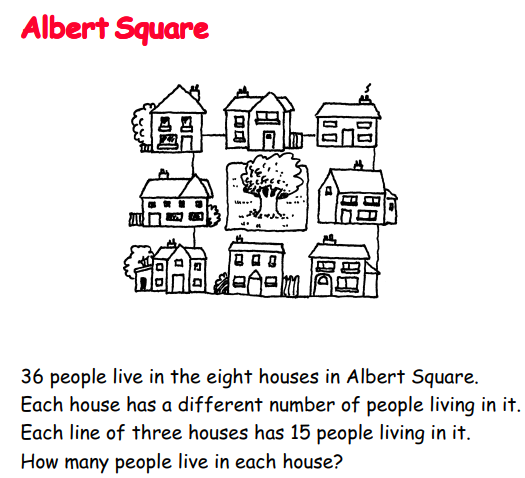 Albert Square
36 people live in the eight houses in Albert Square.
Each house has a different number of people living in it.
Each line of three houses has 15 people living in it.
How many people live in each house?